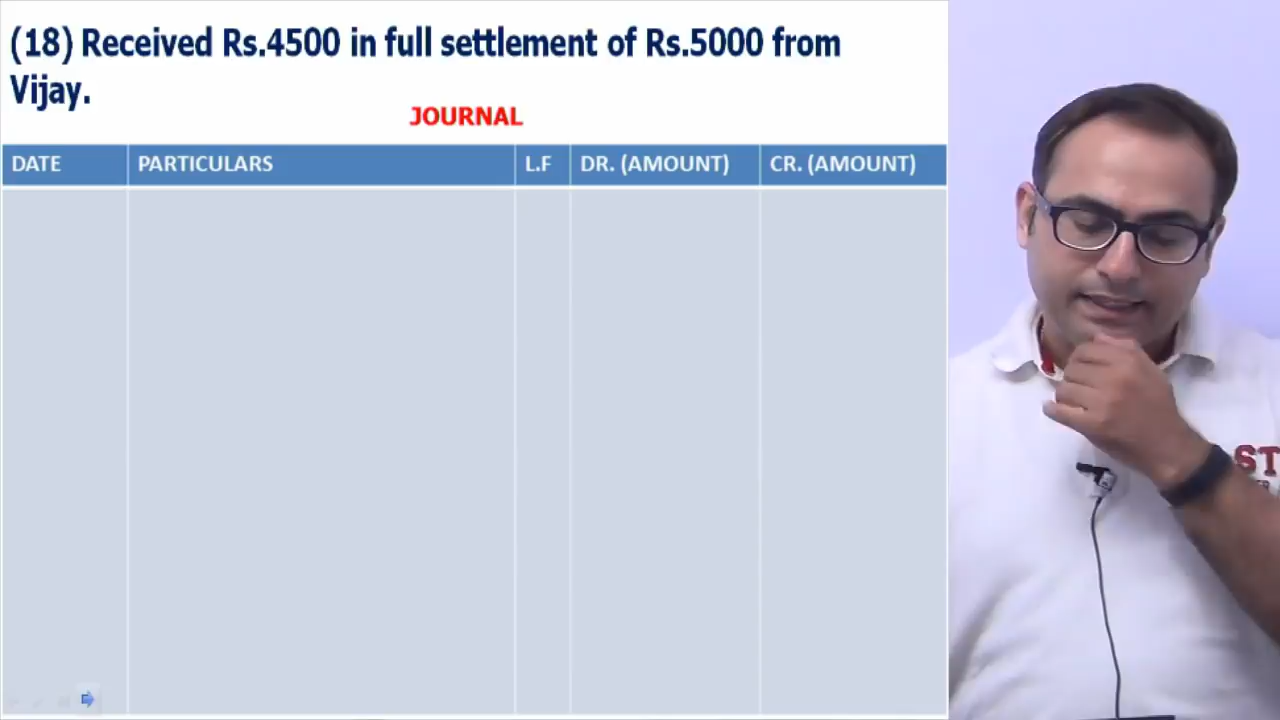 (18) Received Rs.4500 in full settlement of Rs.5000 from
Vijay.
JOURNAL
DATE PARTICULARS L.F DR. (AMOUNT) CR. (AMOUNT)
ST